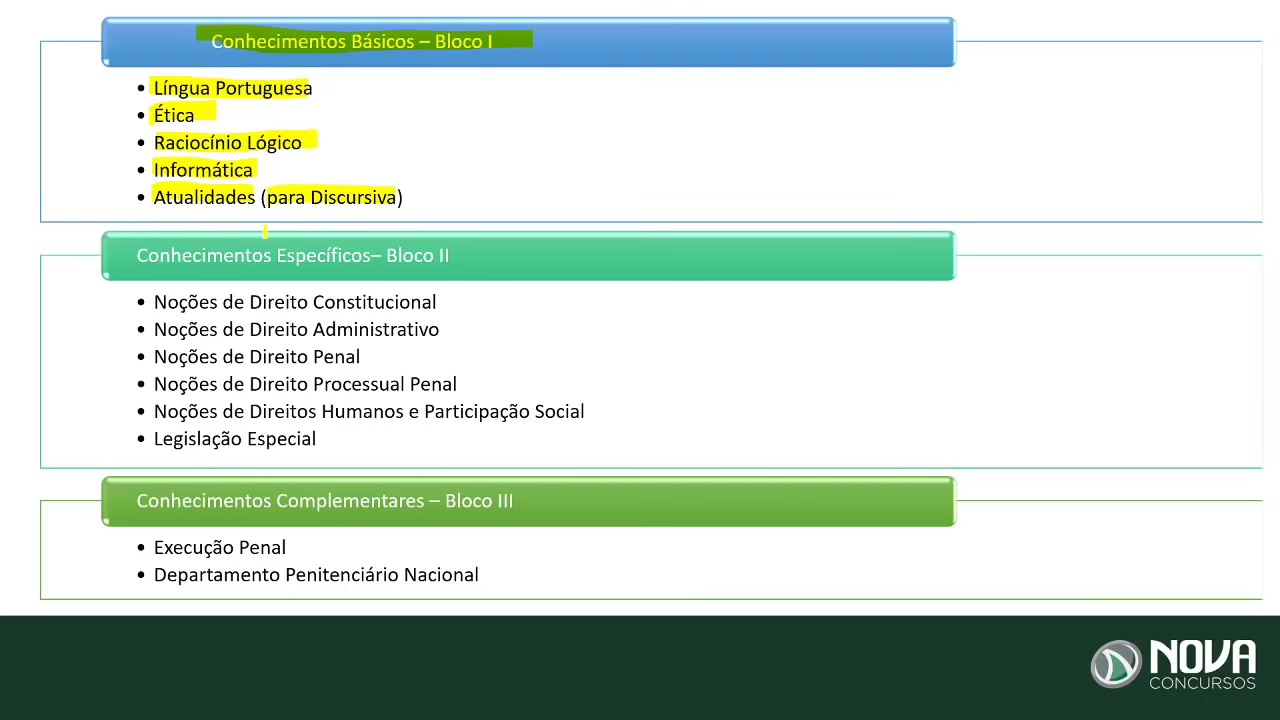 Conhecimentos Básicos – Bloco I
• Língua Portuguesa
• Ética
• Raciocínio Lógico
• Informática
• Atualidades (para Discursiva)
Conhecimentos Específicos– Bloco II
• Noções de Direito Constitucional
• Noções de Direito Administrativo
• Noções de Direito Penal
• Noções de Direito Processual Penal
• Noções de Direitos Humanos e Participação Social
• Legislação Especial
Conhecimentos Complementares – Bloco III
• Execução Penal
• Departamento Penitenciário Nacional
NOVA
CONCURSOS